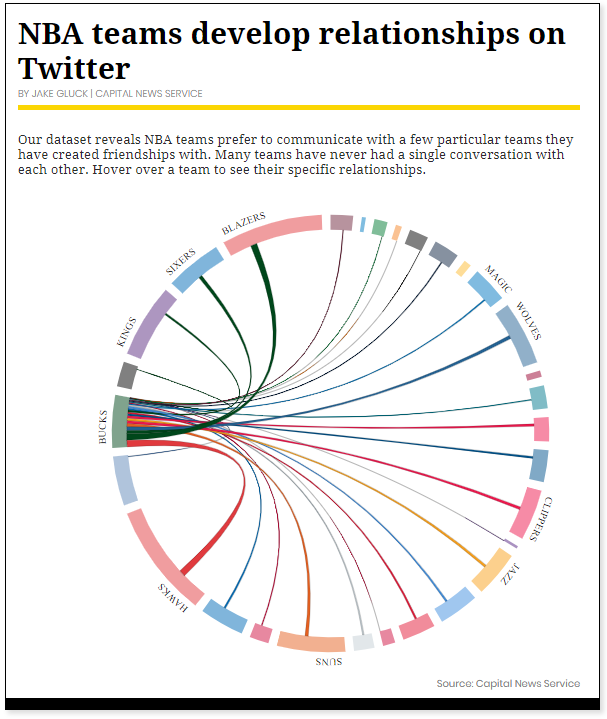 NBA teams develop relationships on
Twitter
BY JAKE GLUCK | CAPITAL NEWS SERVICE
Our dataset reveals NBA teams prefer to communicate with a few particular teams they
have created friendships with. Many teams have never had a single conversation with
each other. Hover over a team to see their specific relationships.
BLAZERS
SIXERS
MAGIC
KINGS
WOLVES
BUCKS
CLIPPERS
JAZZ
HAWKS
SUNS
Source: Capital News Service